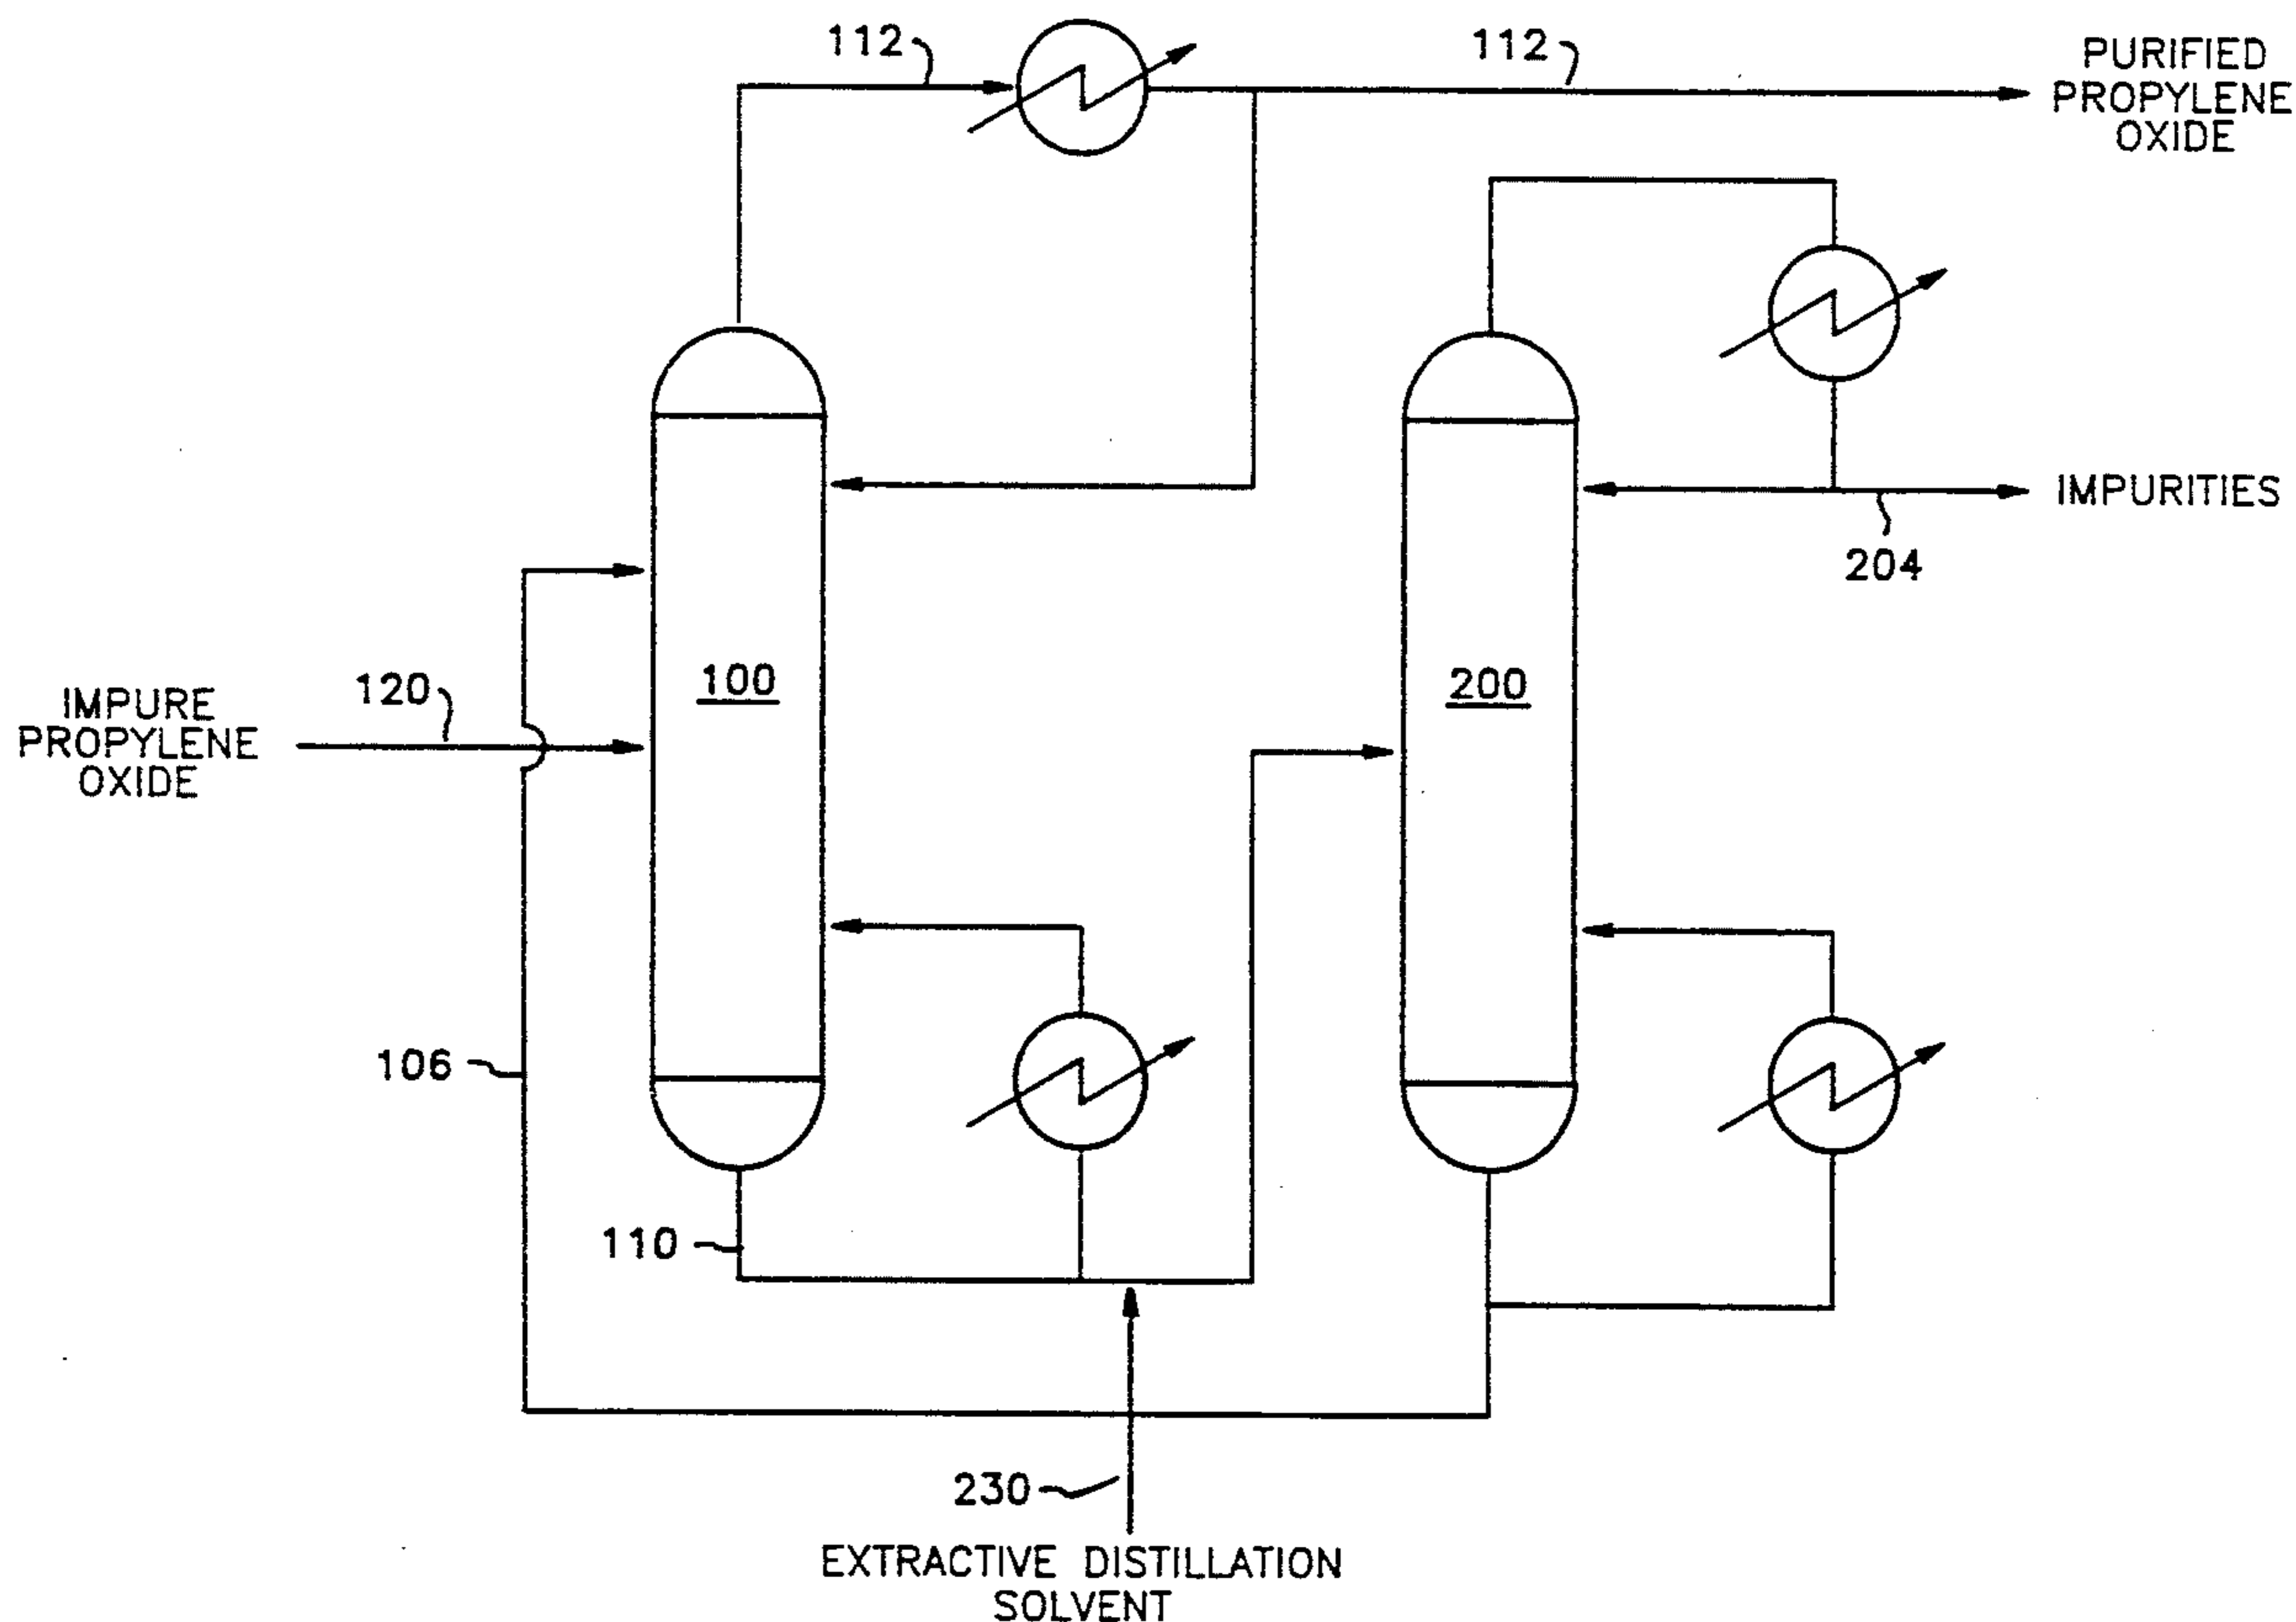 112
112
PURIFIED
PROPYLENE
OXIDE
IMPURITIES
204
100
200
IMPURE
PROPYLENE
OXIDE
120
106
110
230
EXTRACTIVE DISTILLATION
SOLVENT